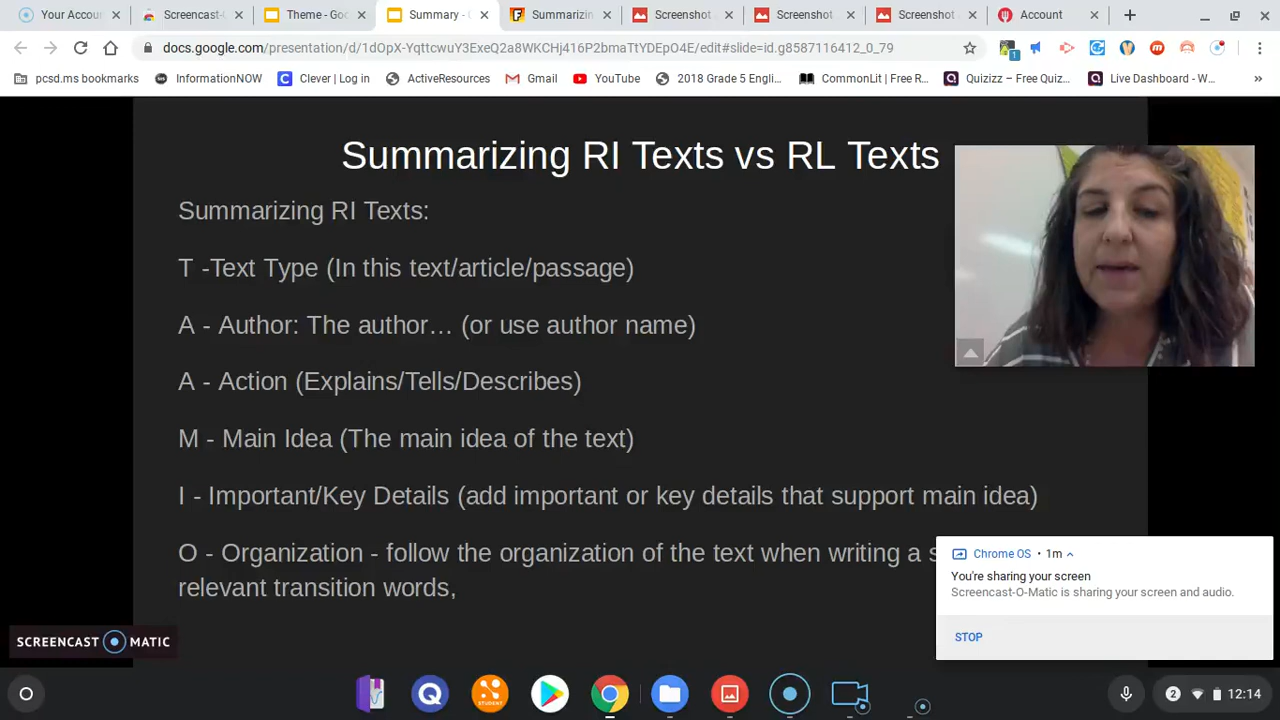 Your Accoun
Screencast-
Theme - Goo
Summary -
Summarizin
Screenshot
Screenshot
Screenshot
Account
docs.google.com/presentation/d/1dOpX-YqttcwuY3ExeQ2a8WKCHj416P2bmaTtYDEpO4E/edit#slide=id.g8587116412_0_79
1
pcsd.ms bookmarks
InformationNOW
Clever | Log in
ActiveResources
Gmail
YouTube
2018 Grade 5 Engli...
CommonLit | Free R...
Quizizz – Free Quiz...
Live Dashboard - W...
Summarizing RI Texts vs RL Texts
Summarizing RI Texts:
T -Text Type (In this text/article/passage)
A - Author: The author… (or use author name)
A - Action (Explains/Tells/Describes)
M - Main Idea (The main idea of the text)
I - Important/Key Details (add important or key details that support main idea)
O - Organization - follow the organization of the text when writing a s
relevant transition words,
Chrome OS • 1m
You're sharing your screen
Screencast-O-Matic is sharing your screen and audio.
STOP
SCREENCAST MATIC
STUDENT
2
12:14